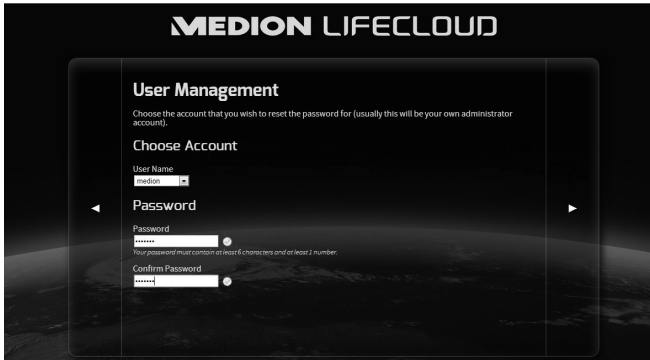 MEDION LIFECLOUD
User Management
Choose the account that you wish to reset the password for (usually this will be your own administrator
account).
Choose Account
User Name
medion
Password
Password
•••••••
Your password must contain at least 6 characters and at least 1 number.
Confirm Password
•••••••